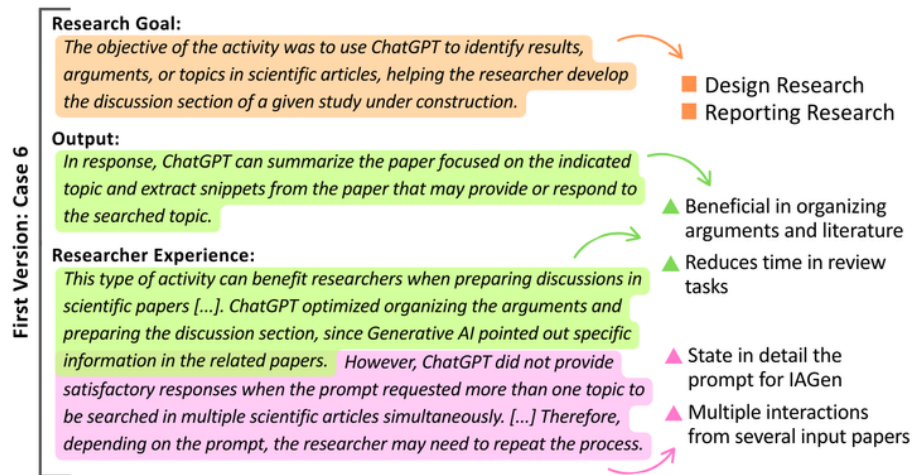 First Version: Case 6
Research Goal:
The objective of the activity was to use ChatGPT to identify results,
arguments, or topics in scientific articles, helping the researcher develop
the discussion section of a given study under construction.
Design Research
Reporting Research
Output:
In response, ChatGPT can summarize the paper focused on the indicated
topic and extract snippets from the paper that may provide or respond to
the searched topic.
Beneficial in organizing
arguments and literature
Reduces time in review
tasks
Researcher Experience:
This type of activity can benefit researchers when preparing discussions in
scientific papers [...]. ChatGPT optimized organizing the arguments and
preparing the discussion section, since Generative AI pointed out specific
information in the related papers. However, ChatGPT did not provide
satisfactory responses when the prompt requested more than one topic to
be searched in multiple scientific articles simultaneously. [...] Therefore,
depending on the prompt, the researcher may need to repeat the process.
State in detail the
prompt for IAGen
Multiple interactions
from several input papers